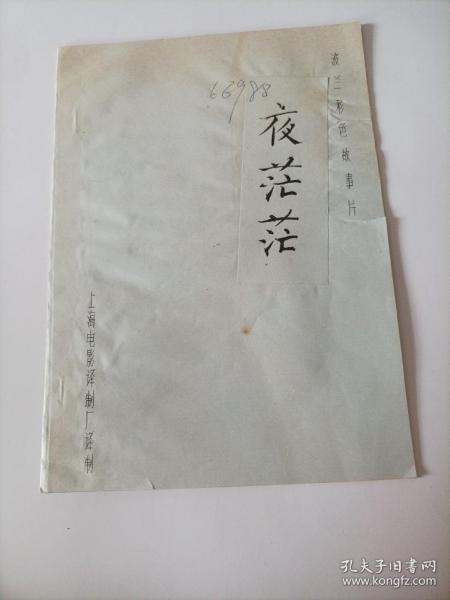 波兰彩色故事片
66988
夜茫茫
上海电影译制厂译制
孔夫子旧书网
www.kongfz.com